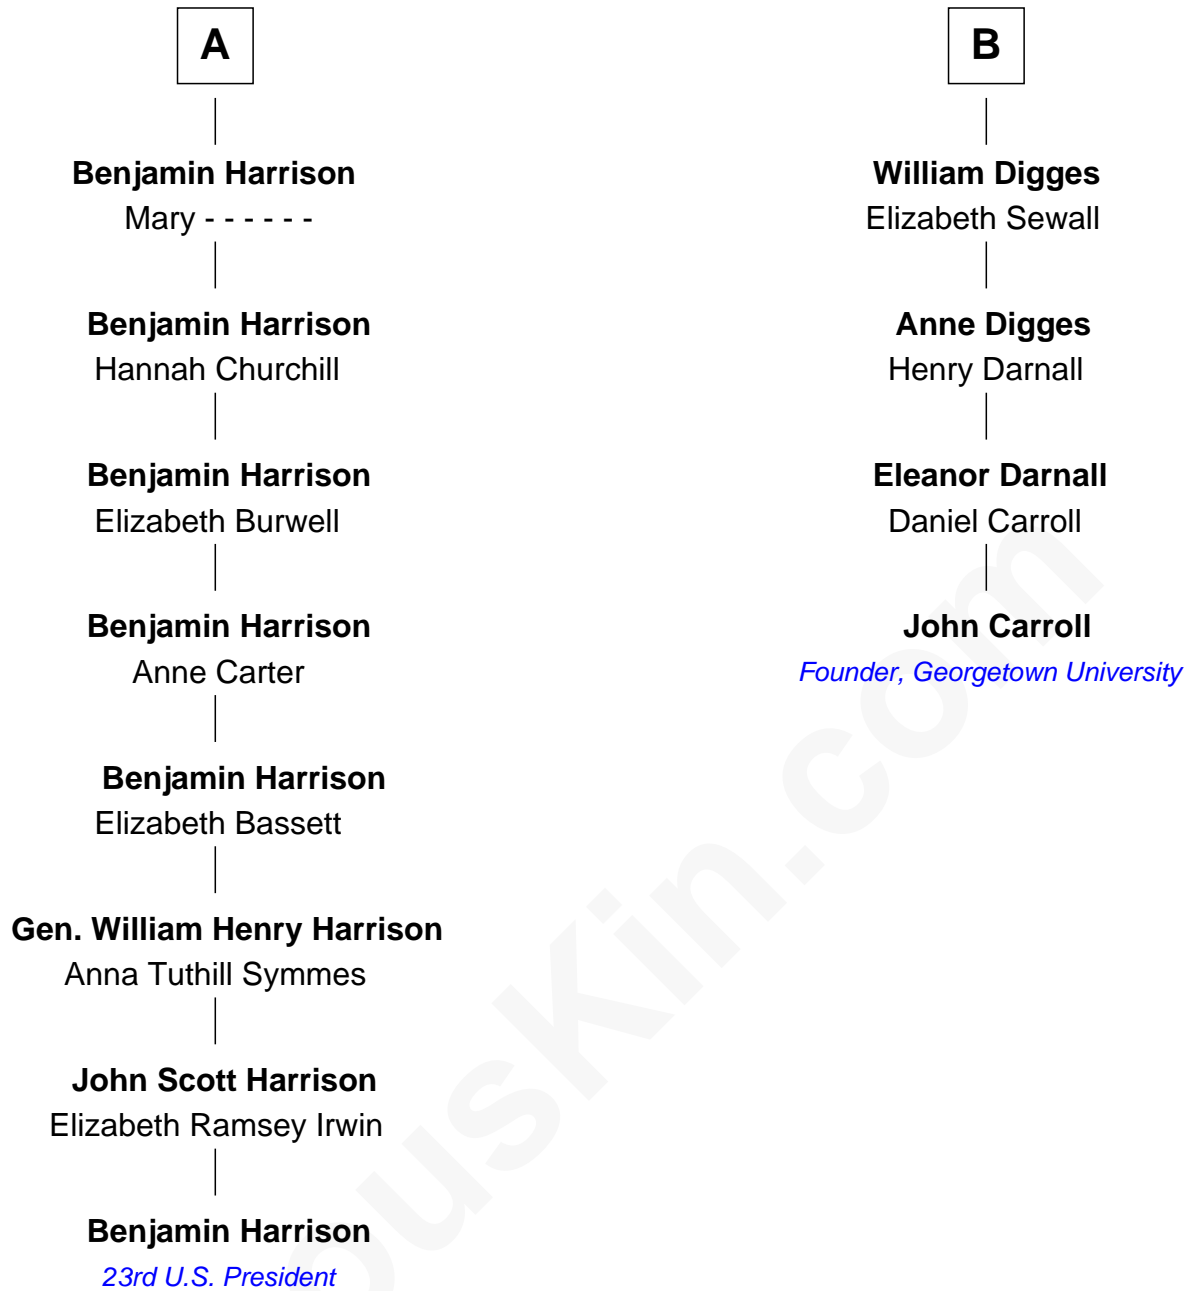 A
Benjamin Harrison
Mary - - - - - -
Benjamin Harrison
Hannah Churchill
Benjamin Harrison
Elizabeth Burwell
Benjamin Harrison
Anne Carter
Benjamin Harrison
Elizabeth Bassett
Gen. William Henry Harrison
Anna Tuthill Symmes
John Scott Harrison
Elizabeth Ramsey Irwin
Benjamin Harrison
23rd U.S. President
B
William Digges
Elizabeth Sewall
Anne Digges
Henry Darnall
Eleanor Darnall
Daniel Carroll
John Carroll
Founder, Georgetown University
ousKin.com